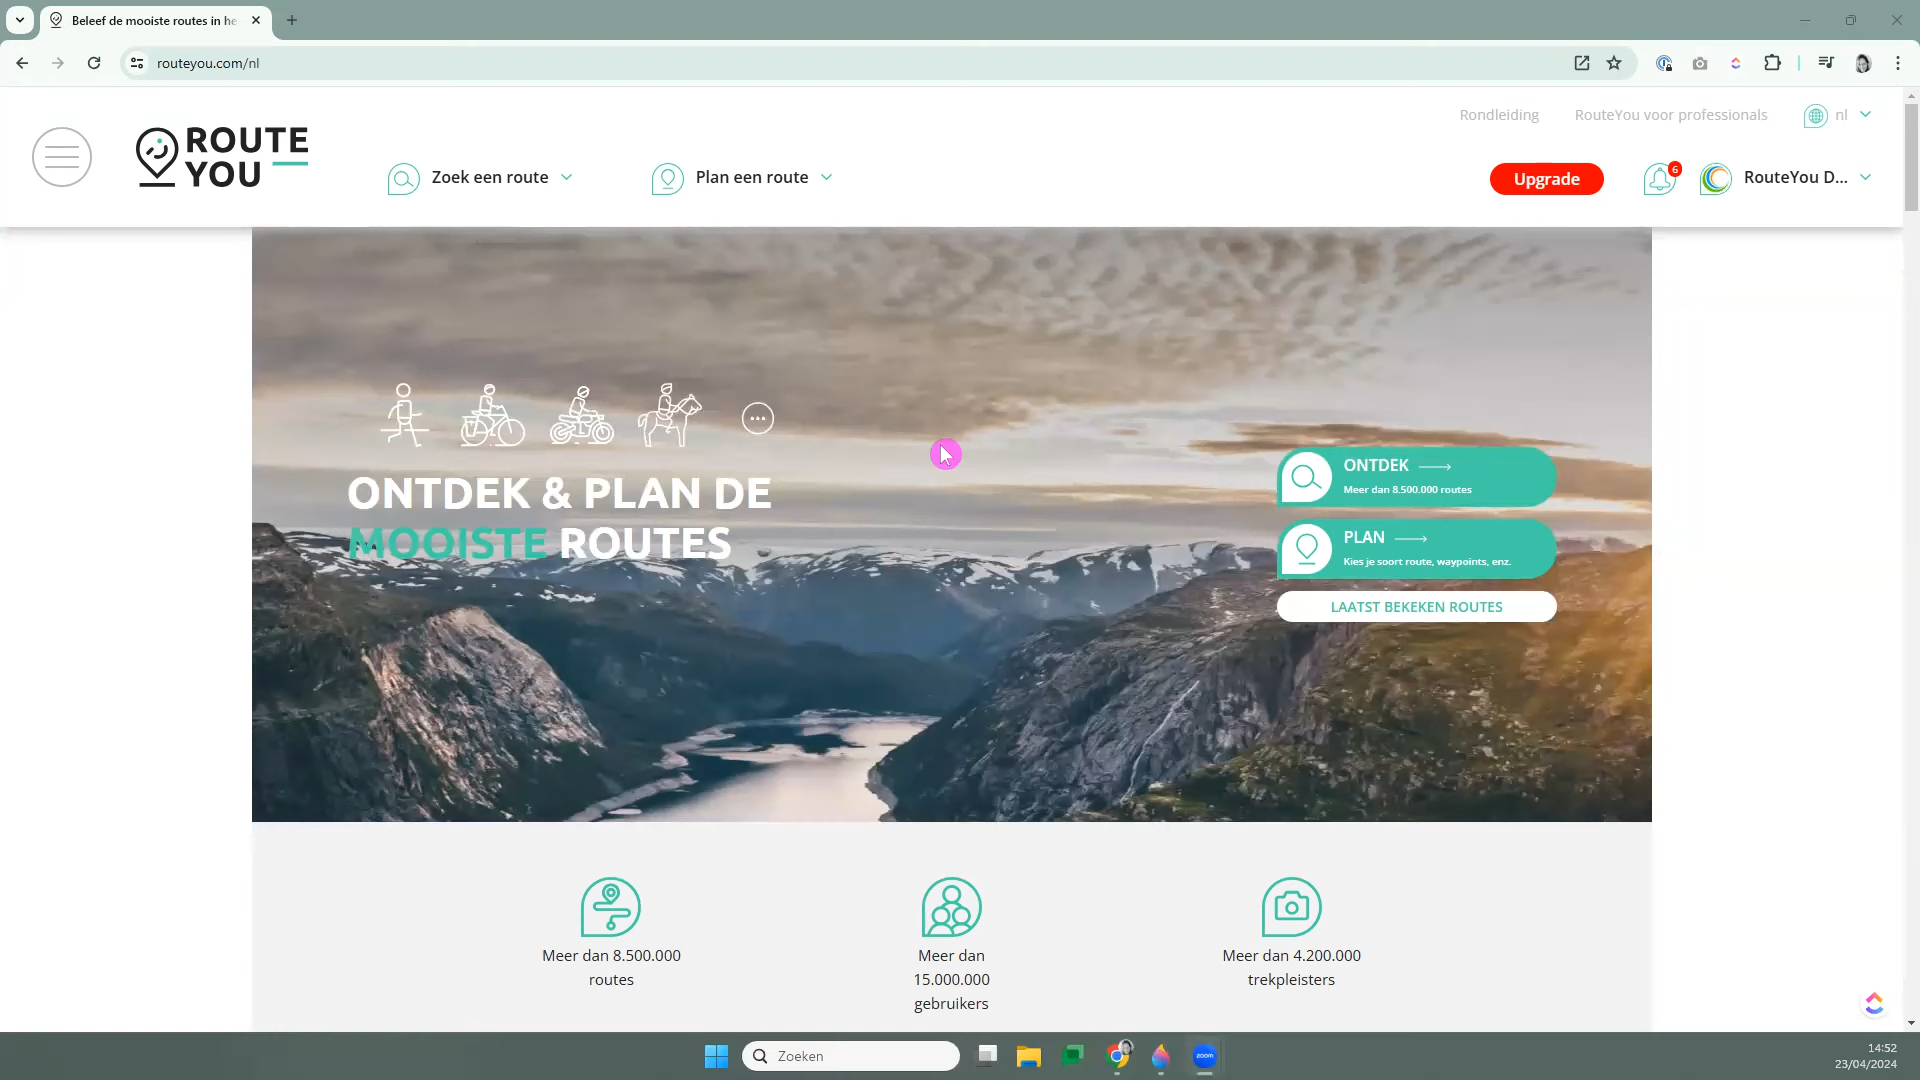 Beleef de mooiste routes in he
routeyou.com/nl
Rondleiding
RouteYou voor professionals
nl
ROUTE
YOU
Zoek een route
Plan een route
Upgrade
6
RouteYou D...
ONTDEK & PLAN DE
MOOISTE ROUTES
ONTDEK
Meer dan 8.500.000 routes
PLAN
Kies je soort route, waypoints, enz.
LAATST BEKEKEN ROUTES
Meer dan 8.500.000
routes
Meer dan
15.000.000
gebruikers
Meer dan 4.200.000
trekpleisters
Zoeken
zoom
14:52
23/04/2024